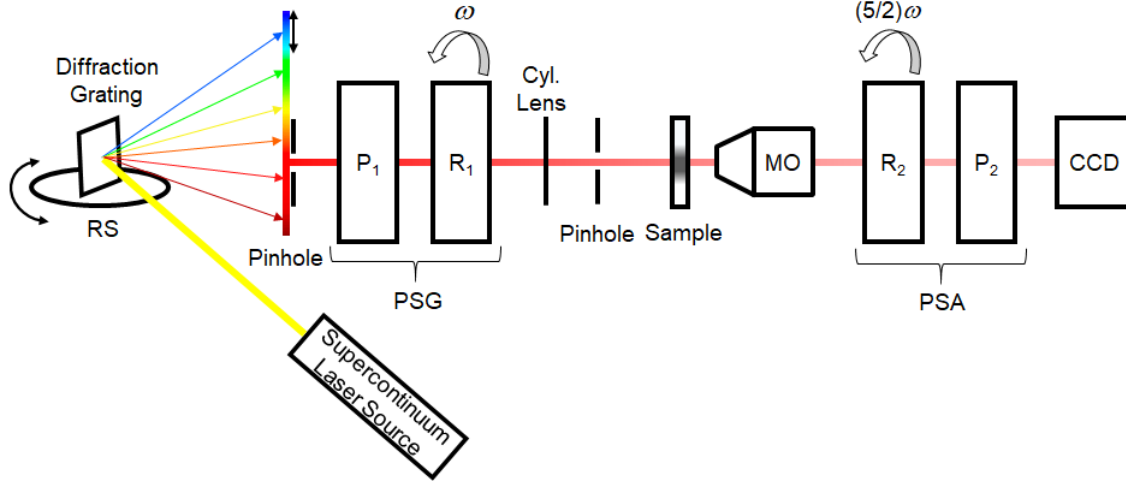 Diffraction
Grating
RS
Pinhole
P₁
ω
R₁
PSG
Cyl.
Lens
Pinhole
Sample
MO
(5/2)ω
R₂
P₂
PSA
CCD
Supercontinuum
Laser Source